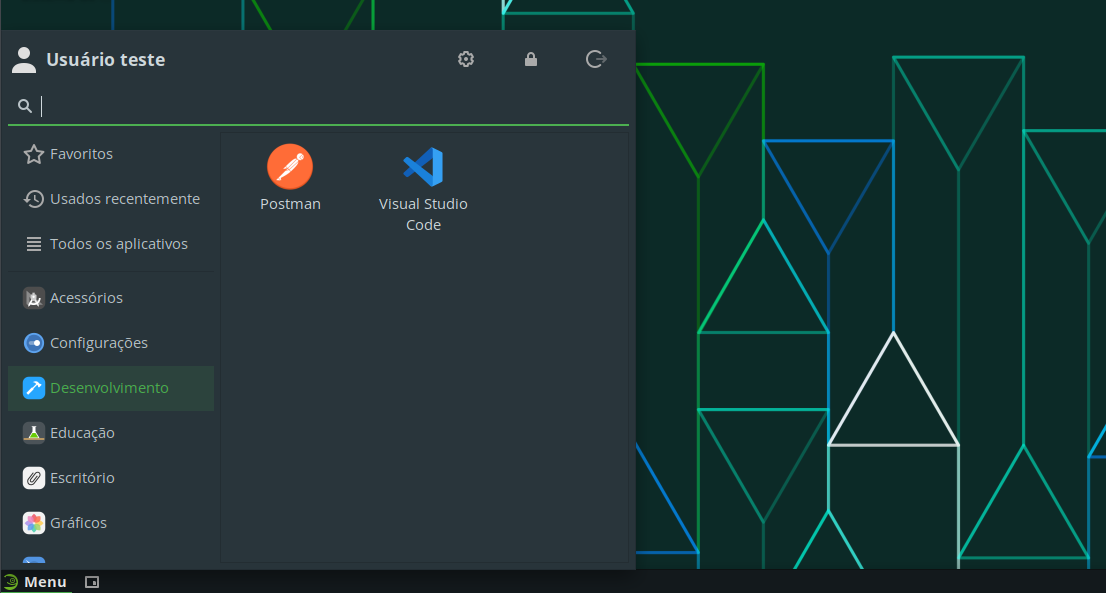 Usuário teste
Favoritos
Usados recentemente
Todos os aplicativos
Acessórios
Configurações
Desenvolvimento
Educação
Escritório
Gráficos
Postman
Visual Studio
Code
Menu